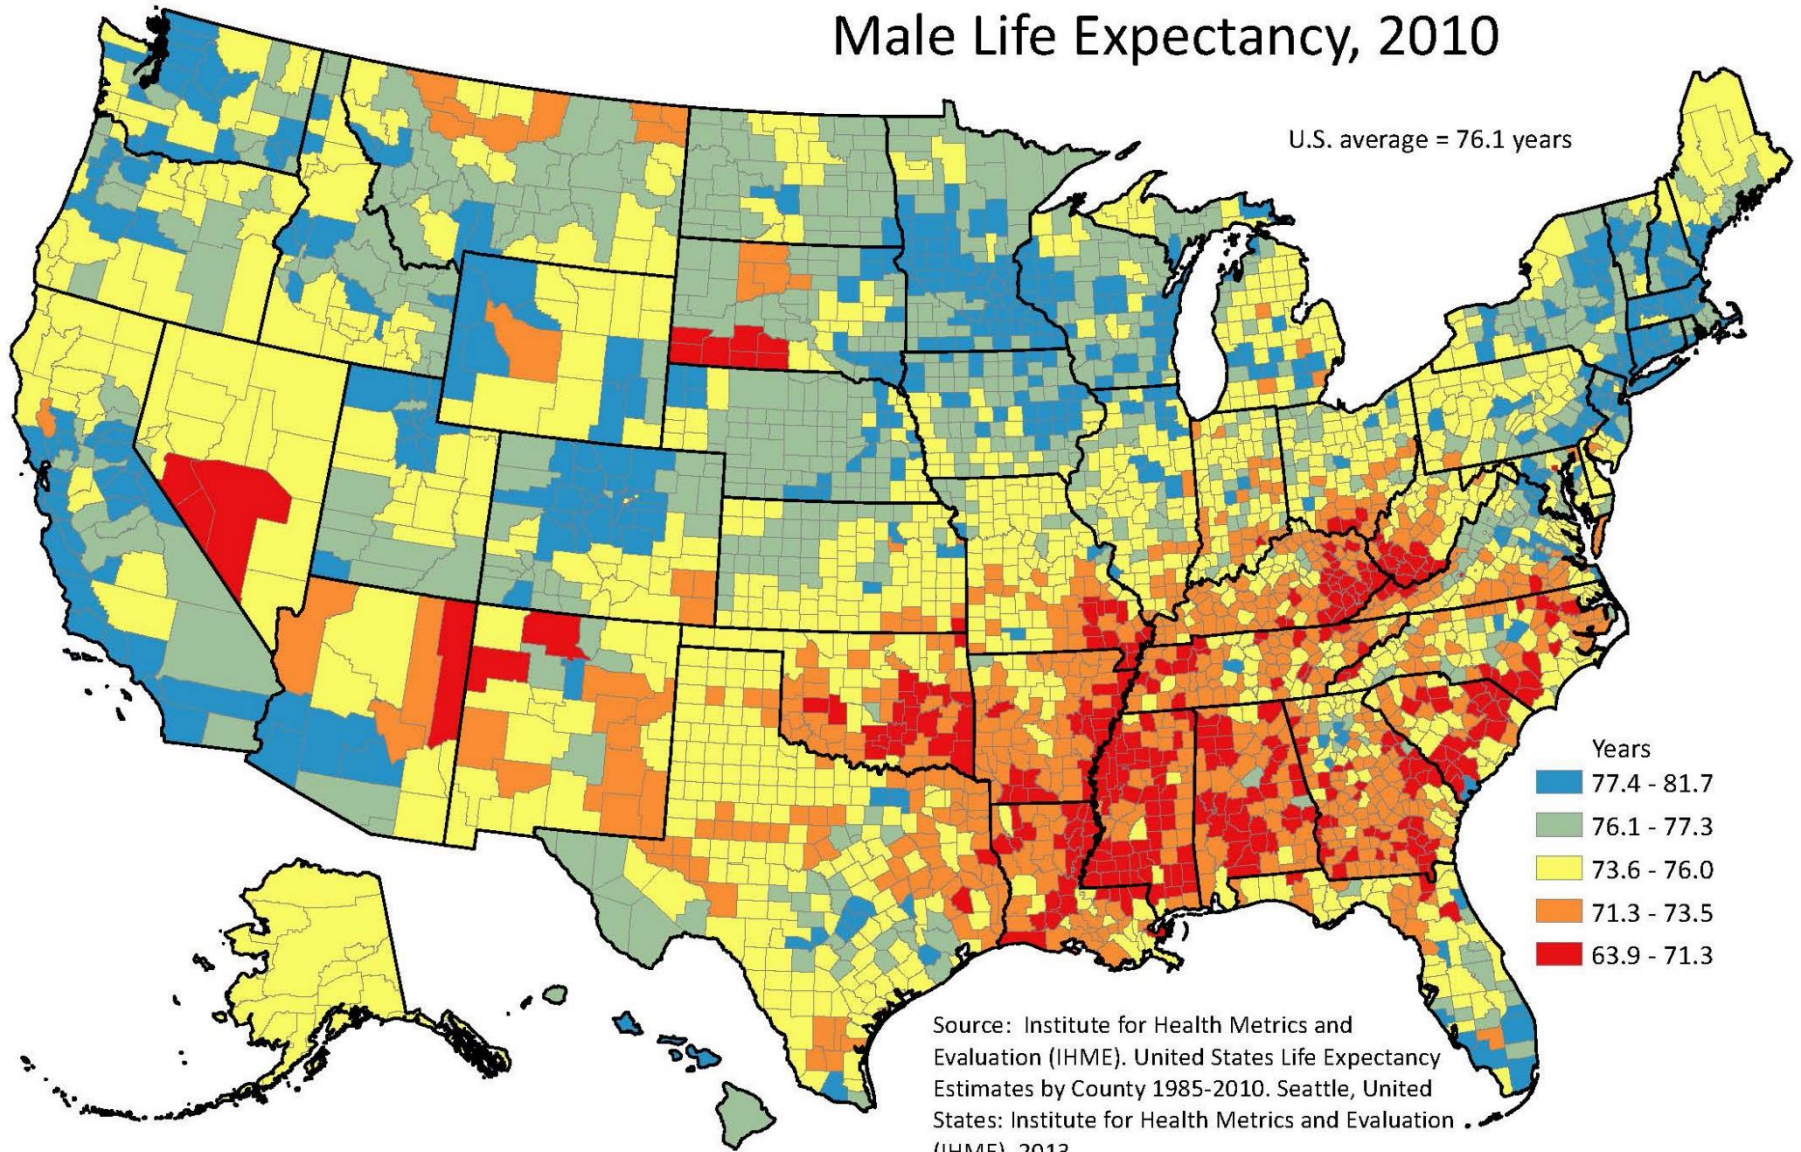 Male Life Expectancy, 2010
U.S. average = 76.1 years
Years
77.4 - 81.7
76.1 - 77.3
73.6 - 76.0
71.3 - 73.5
63.9 - 71.3
Source: Institute for Health Metrics and
Evaluation (IHME). United States Life Expectancy
Estimates by County 1985-2010. Seattle, United
States: Institute for Health Metrics and Evaluation
(IHME), 2013.